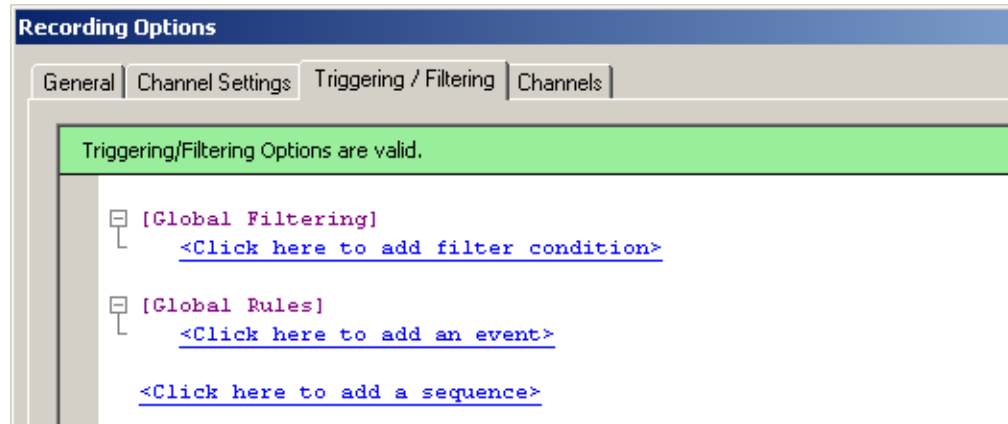 Recording Options
General Channel Settings Triggering / Filtering Channels
Triggering/Filtering Options are valid.
[Global Filtering]
<Click here to add filter condition>
[Global Rules]
<Click here to add an event>
<Click here to add a sequence>